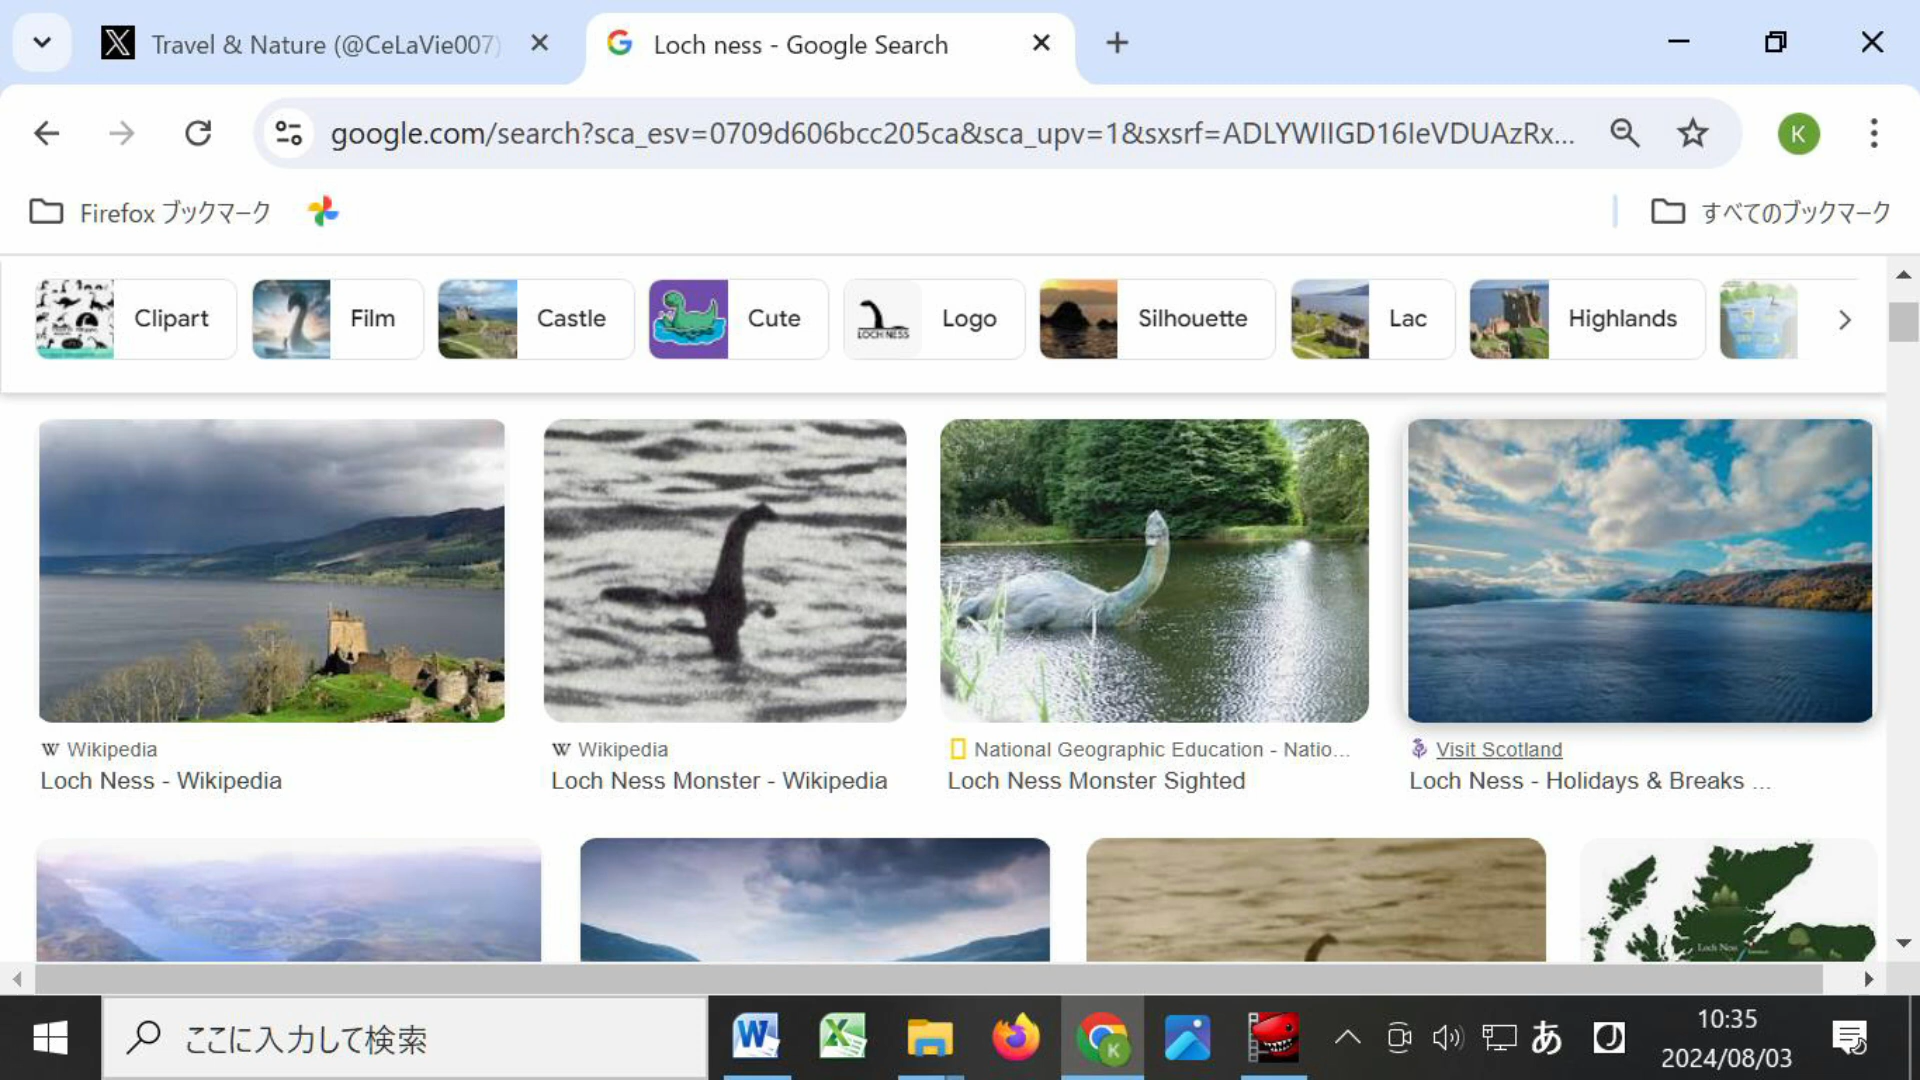 Travel & Nature (@CeLaVie007)
Loch ness - Google Search
google.com/search?sca_esv=0709d606bcc205ca&sca_upv=1&sxsrf=ADLYWIIGD16IeVDUAzRx...
K
Firefox ブックマーク
すべてのブックマーク
Clipart
Film
Castle
Cute
LOCH NESS
Logo
Silhouette
Lac
Highlands
W Wikipedia
Loch Ness - Wikipedia
W Wikipedia
Loch Ness Monster - Wikipedia
National Geographic Education - Natio...
Loch Ness Monster Sighted
Visit Scotland
Loch Ness - Holidays & Breaks ...
Loch Ness
ここに入力して検索
あ
10:35
2024/08/03